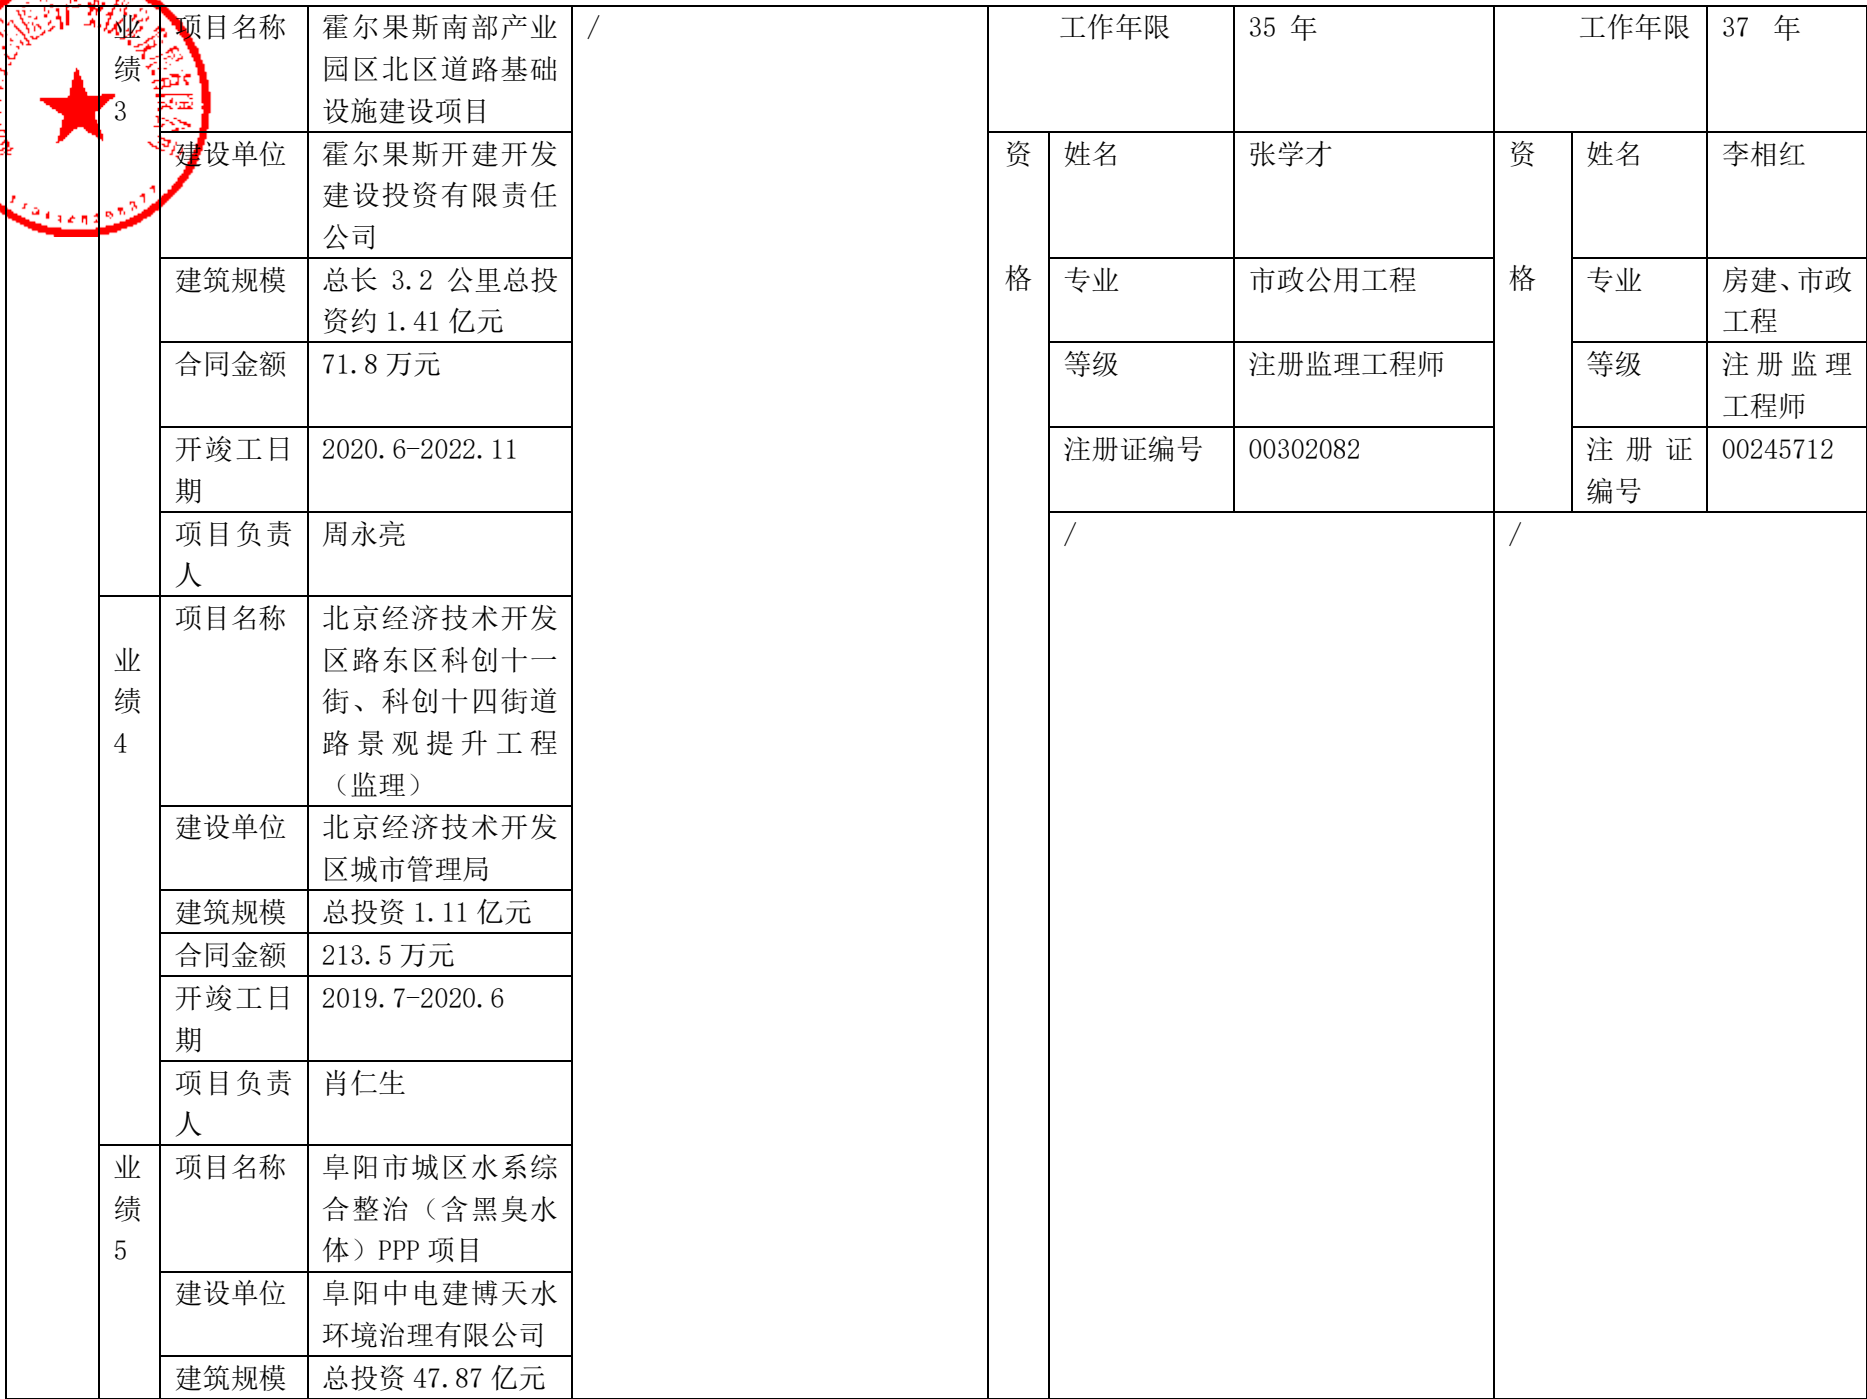 业
绩
3
项目名称
霍尔果斯南部产业
园区北区道路基础
设施建设项目
/
工作年限
35 年
工作年限
37 年
建设单位
霍尔果斯开建开发
建设投资有限责任
公司
资
格
姓名
张学才
资
格
姓名
李相红
建筑规模
总长 3.2 公里总投
资约 1.41 亿元
专业
市政公用工程
专业
房建、市政
工程
合同金额
71.8 万元
等级
注册监理工程师
等级
注册监理
工程师
开竣工日
期
2020.6-2022.11
注册证编号
00302082
注册证
编号
00245712
项目负责
人
周永亮
/
/
业
绩
4
项目名称
北京经济技术开发
区路东区科创十一
街、科创十四街道
路景观提升工程
（监理）
建设单位
北京经济技术开发
区城市管理局
建筑规模
总投资 1.11 亿元
合同金额
213.5 万元
开竣工日
期
2019.7-2020.6
项目负责
人
肖仁生
业
绩
5
项目名称
阜阳市城区水系综
合整治（含黑臭水
体）PPP 项目
建设单位
阜阳中电建博天水
环境治理有限公司
建筑规模
总投资 47.87 亿元